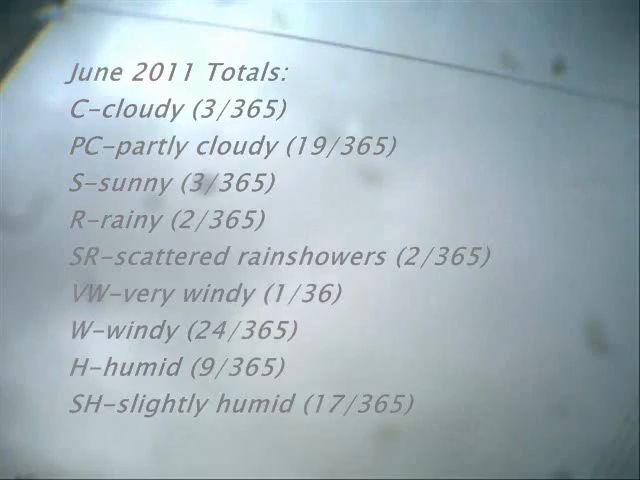 June 2011 Totals:
C-cloudy (3/365)
PC-partly cloudy (19/365)
S-sunny (3/365)
R-rainy (2/365)
SR-scattered rainshowers (2/365)
VW-very windy (1/36)
W-windy (24/365)
H-humid (9/365)
SH-slightly humid (17/365)